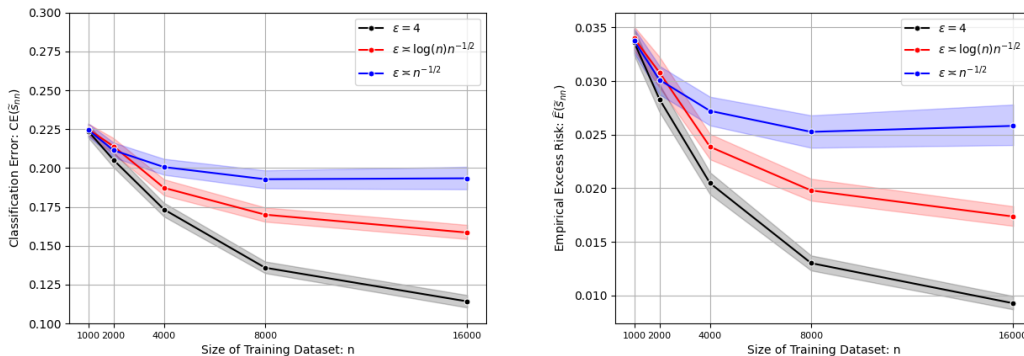 0.300
0.275
0.250
0.225
0.200
0.175
0.150
0.125
0.100
Classification Error: CE(s̃ₙₙ)
1000 2000 4000 8000 16000
Size of Training Dataset: n
ε = 4
ε ≍ log(n)n⁻¹/²
ε ≍ n⁻¹/²
0.035
0.030
0.025
0.020
0.015
0.010
Empirical Excess Risk: Ẽ(s̃ₙₙ)
1000 2000 4000 8000 16000
Size of Training Dataset: n
ε = 4
ε ≍ log(n)n⁻¹/²
ε ≍ n⁻¹/²